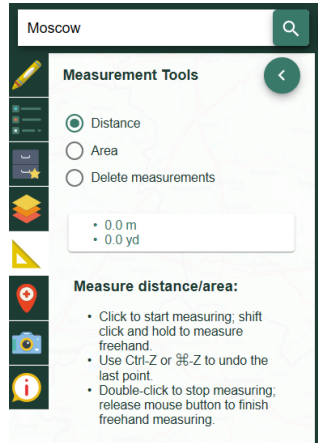 Moscow
Measurement Tools
Distance
Area
Delete measurements
• 0.0 m
• 0.0 yd
Measure distance/area:
• Click to start measuring; shift
click and hold to measure
freehand.
• Use Ctrl-Z or ⌘-Z to undo the
last point.
• Double-click to stop measuring;
release mouse button to finish
freehand measuring.